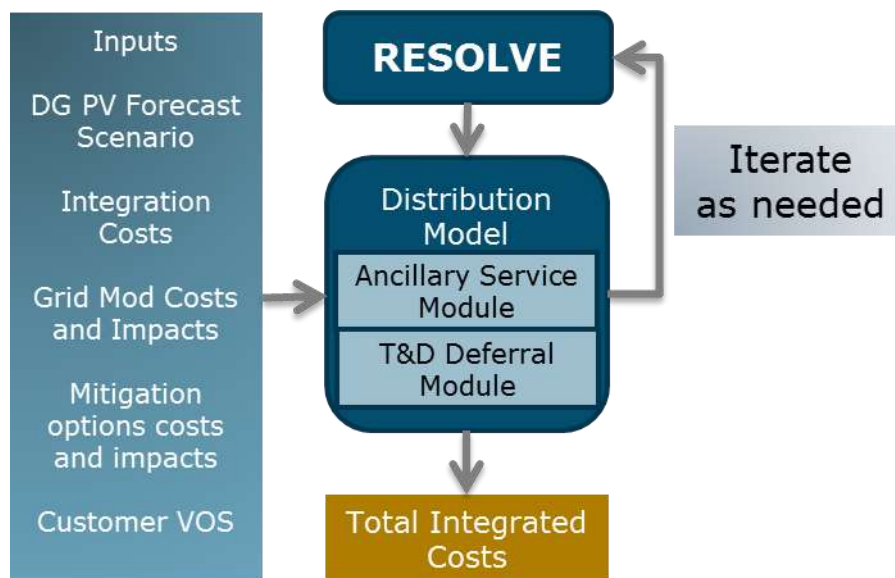 Inputs
DG PV Forecast
Scenario
Integration
Costs
Grid Mod Costs
and Impacts
Mitigation
options costs
and impacts
Customer VOS
RESOLVE
Distribution
Model
Ancillary Service
Module
T&D Deferral
Module
Total Integrated
Costs
Iterate
as needed